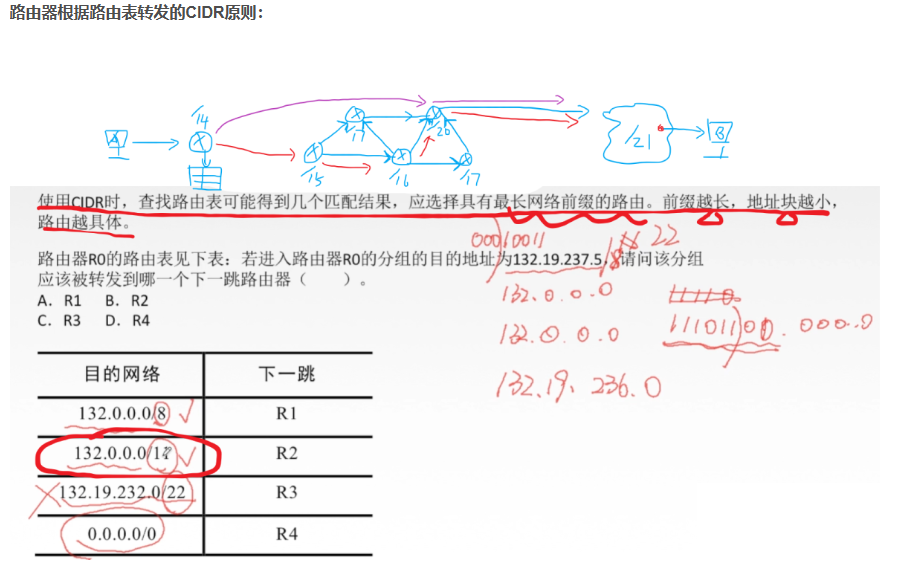 路由器根据路由表转发的CIDR原则：
/14
A
/15
/17
/16
/20
/17
/21
B
使用CIDR时，查找路由表可能得到几个匹配结果，应选择具有最长网络前缀的路由。前缀越长，地址块越小，
路由越具体。
00010011
/8
22
路由器R0的路由表见下表：若进入路由器R0的分组的目的地址为132.19.237.5，请问该分组
应该被转发到哪一个下一跳路由器（ ）。
A. R1 B. R2
C. R3 D. R4
132.0.0.0
132.0.0.0
11101100.000..0
132.19.236.0
目的网络 下一跳
132.0.0.0/8 R1
132.0.0.0/11 R2
132.19.232.0/22 R3
0.0.0.0/0 R4